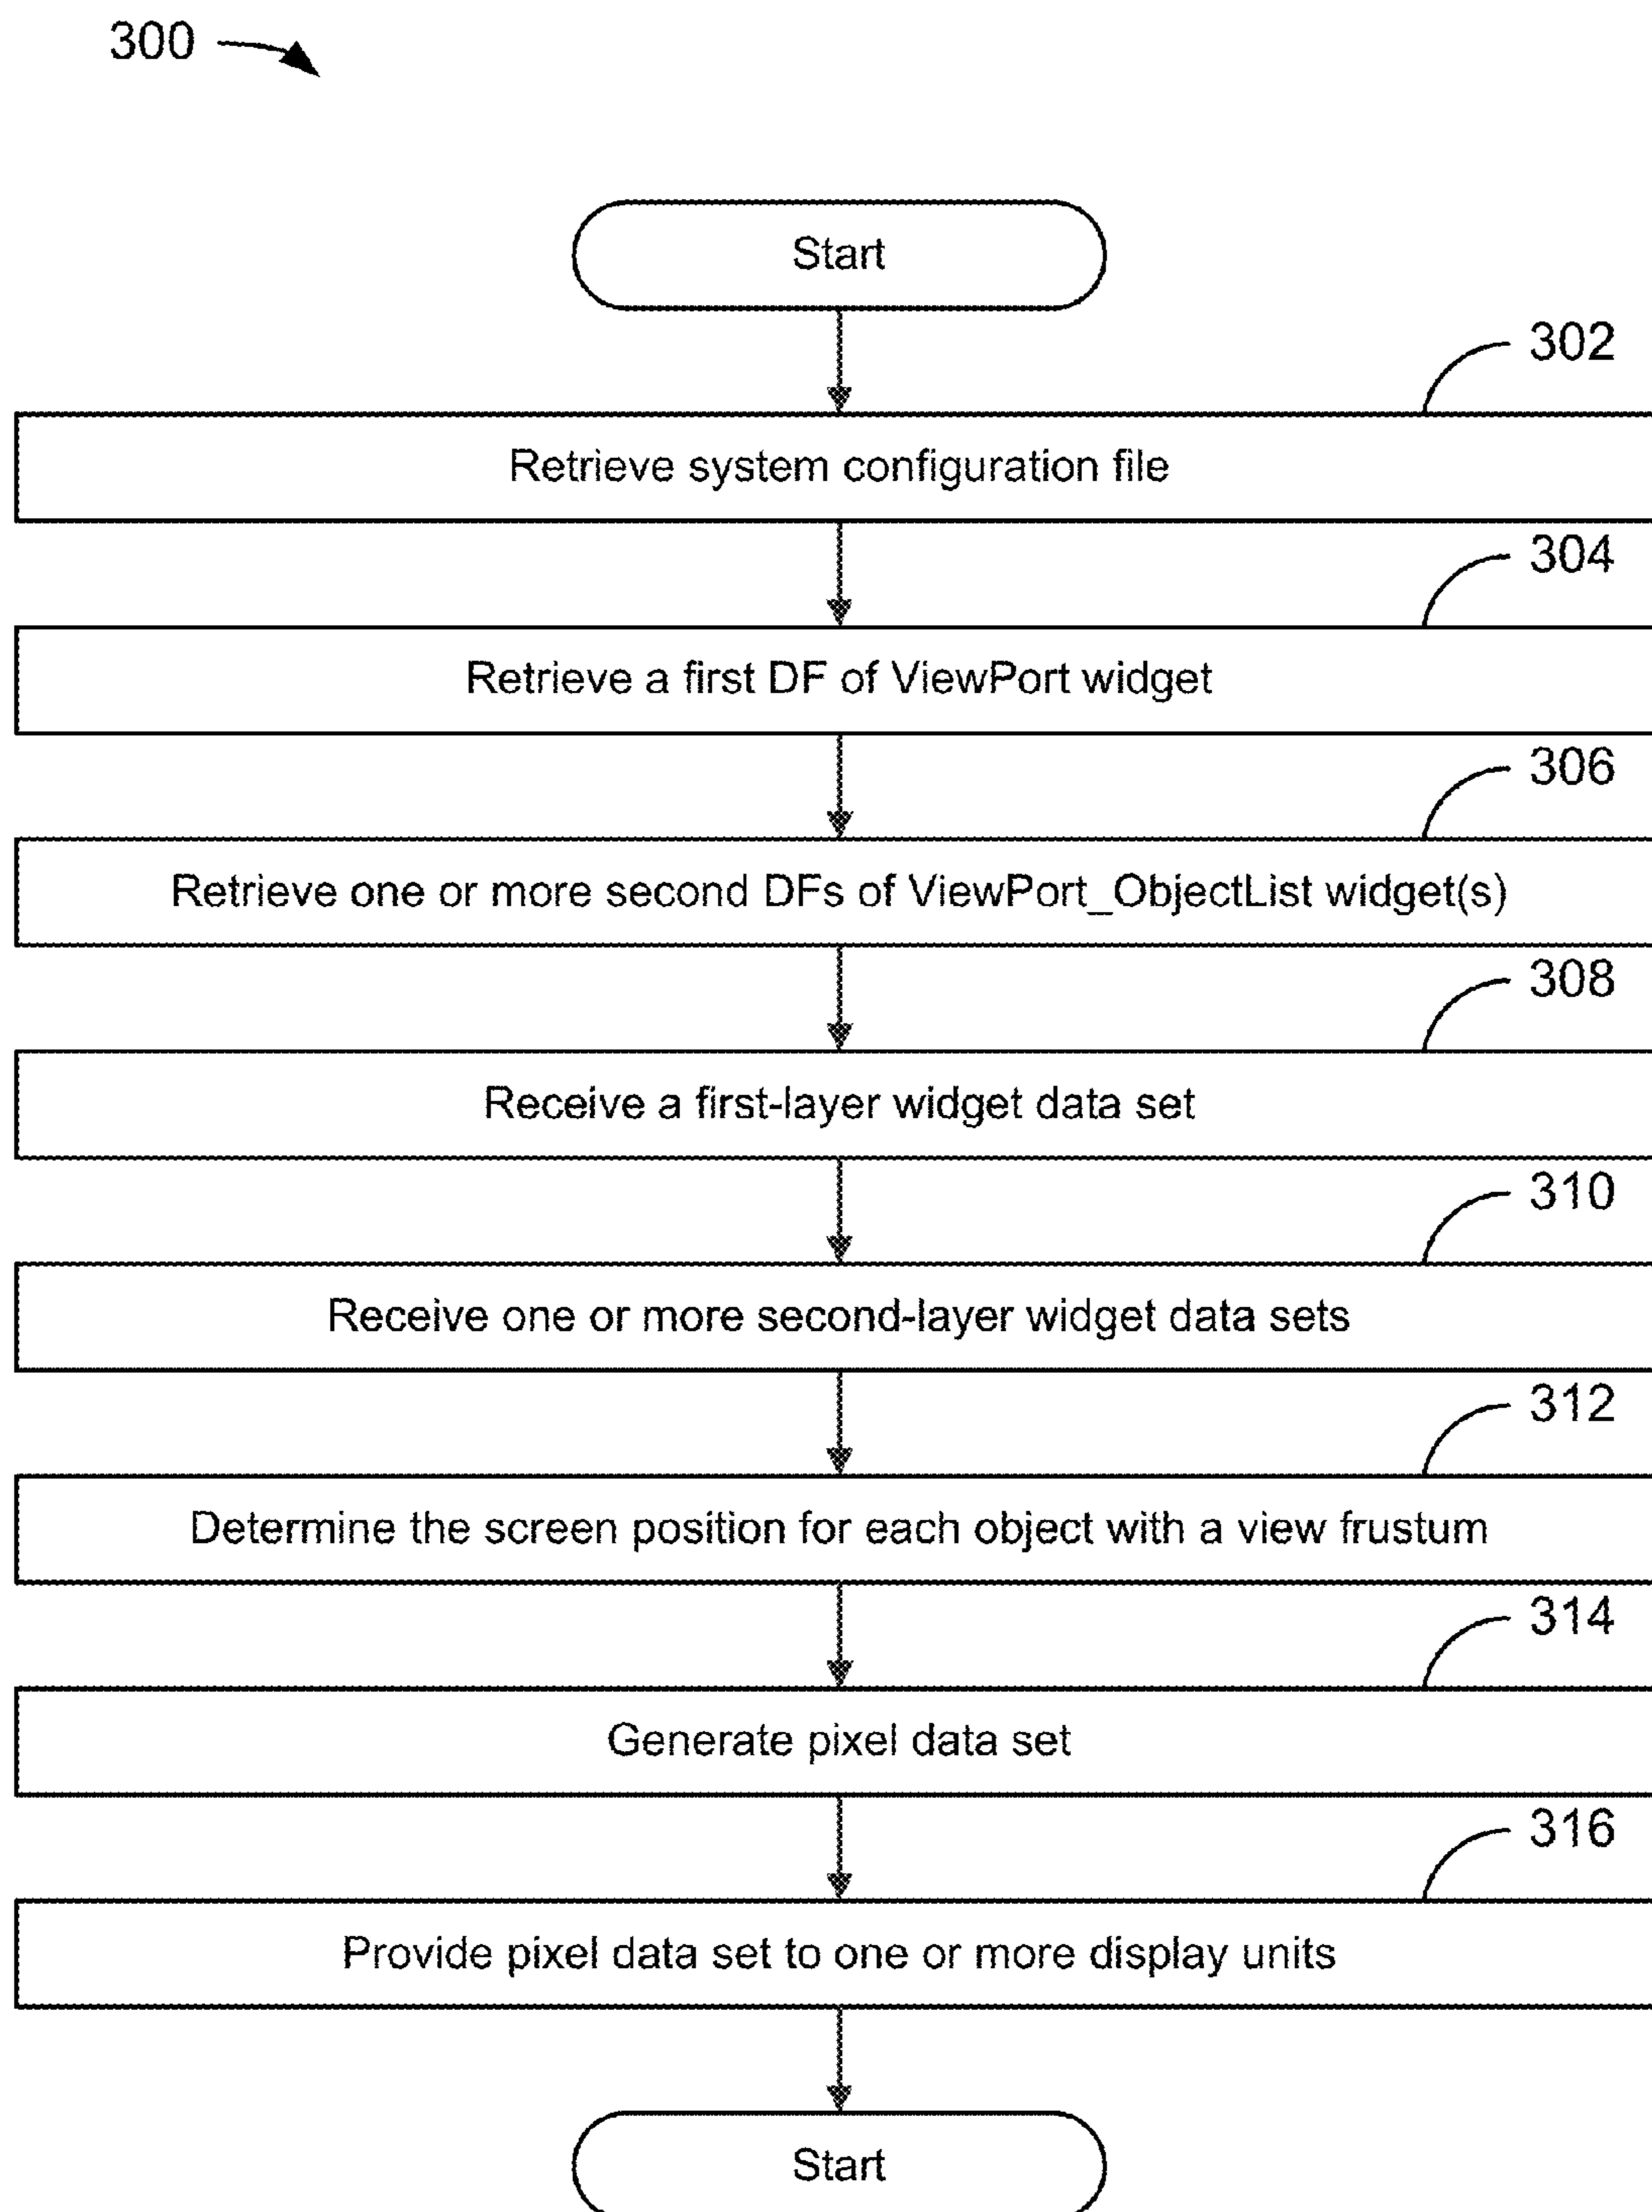 300
Start
302
Retrieve system configuration file
304
Retrieve a first DF of ViewPort widget
306
Retrieve one or more second DFs of ViewPort_ObjectList widget(s)
308
Receive a first-layer widget data set
310
Receive one or more second-layer widget data sets
312
Determine the screen position for each object with a view frustum
314
Generate pixel data set
316
Provide pixel data set to one or more display units
Start